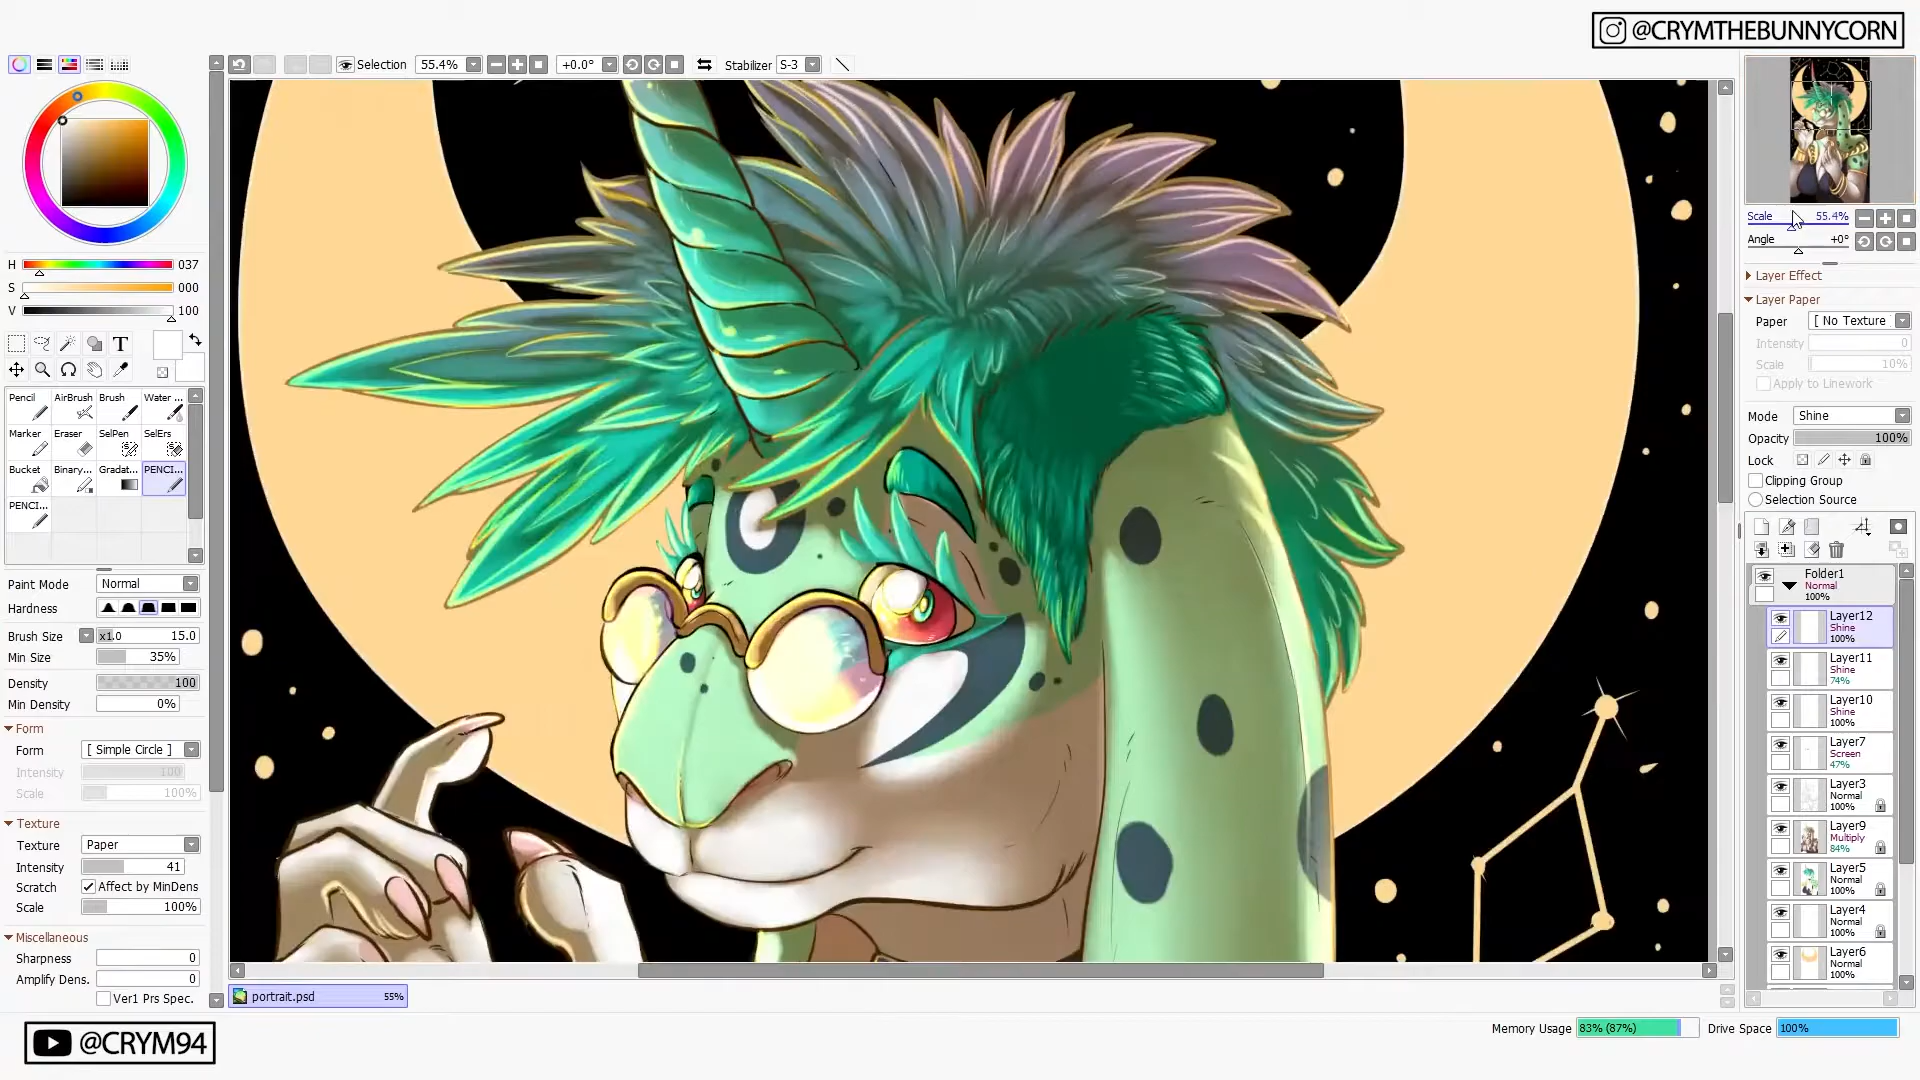 @CRYMTHEBUNNYCORN
Selection 55.4% +0.0° Stabilizer S-3
Scale 55.4%
Angle +0°
Layer Effect
Layer Paper
Paper [ No Texture
Intensity 0
Scale 10%
Apply to Linework
Mode Shine
Opacity 100%
Lock
Clipping Group
Selection Source
H 037
S 000
V 100
T
Pencil AirBrush Brush Water ...
Marker Eraser SelPen SelErs
Bucket Binary... Gradat... PENCI...
PENCI...
Paint Mode Normal
Hardness
Brush Size x1.0 15.0
Min Size 35%
Density 100
Min Density 0%
Form
Form [ Simple Circle ]
Intensity 100
Scale 100%
Texture
Texture Paper
Intensity 41
Scratch Affect by MinDens
Scale 100%
Miscellaneous
Sharpness 0
Amplify Dens. 0
Ver1 Prs Spec.
Folder1
Normal
100%
Layer12
Shine
100%
Layer11
Shine
74%
Layer10
Shine
100%
Layer7
Screen
47%
Layer3
Normal
100%
Layer9
Multiply
84%
Layer5
Normal
100%
Layer4
Normal
100%
Layer6
Normal
100%
portrait.psd 55%
Memory Usage 83% (87%) Drive Space 100%
@CRYM94